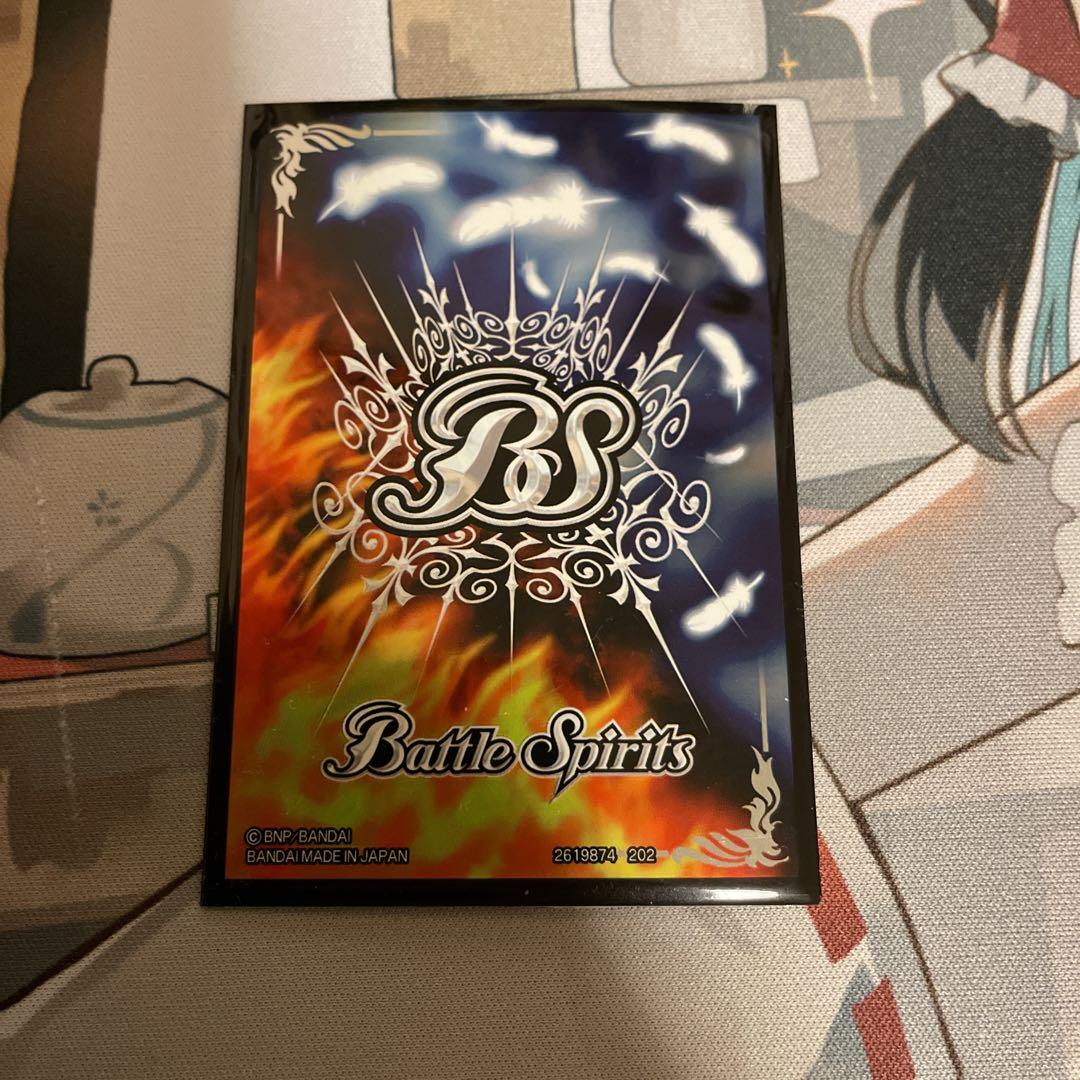 BS
Battle Spirits
©BNP/BANDAI
BANDAI MADE IN JAPAN
2619874 202